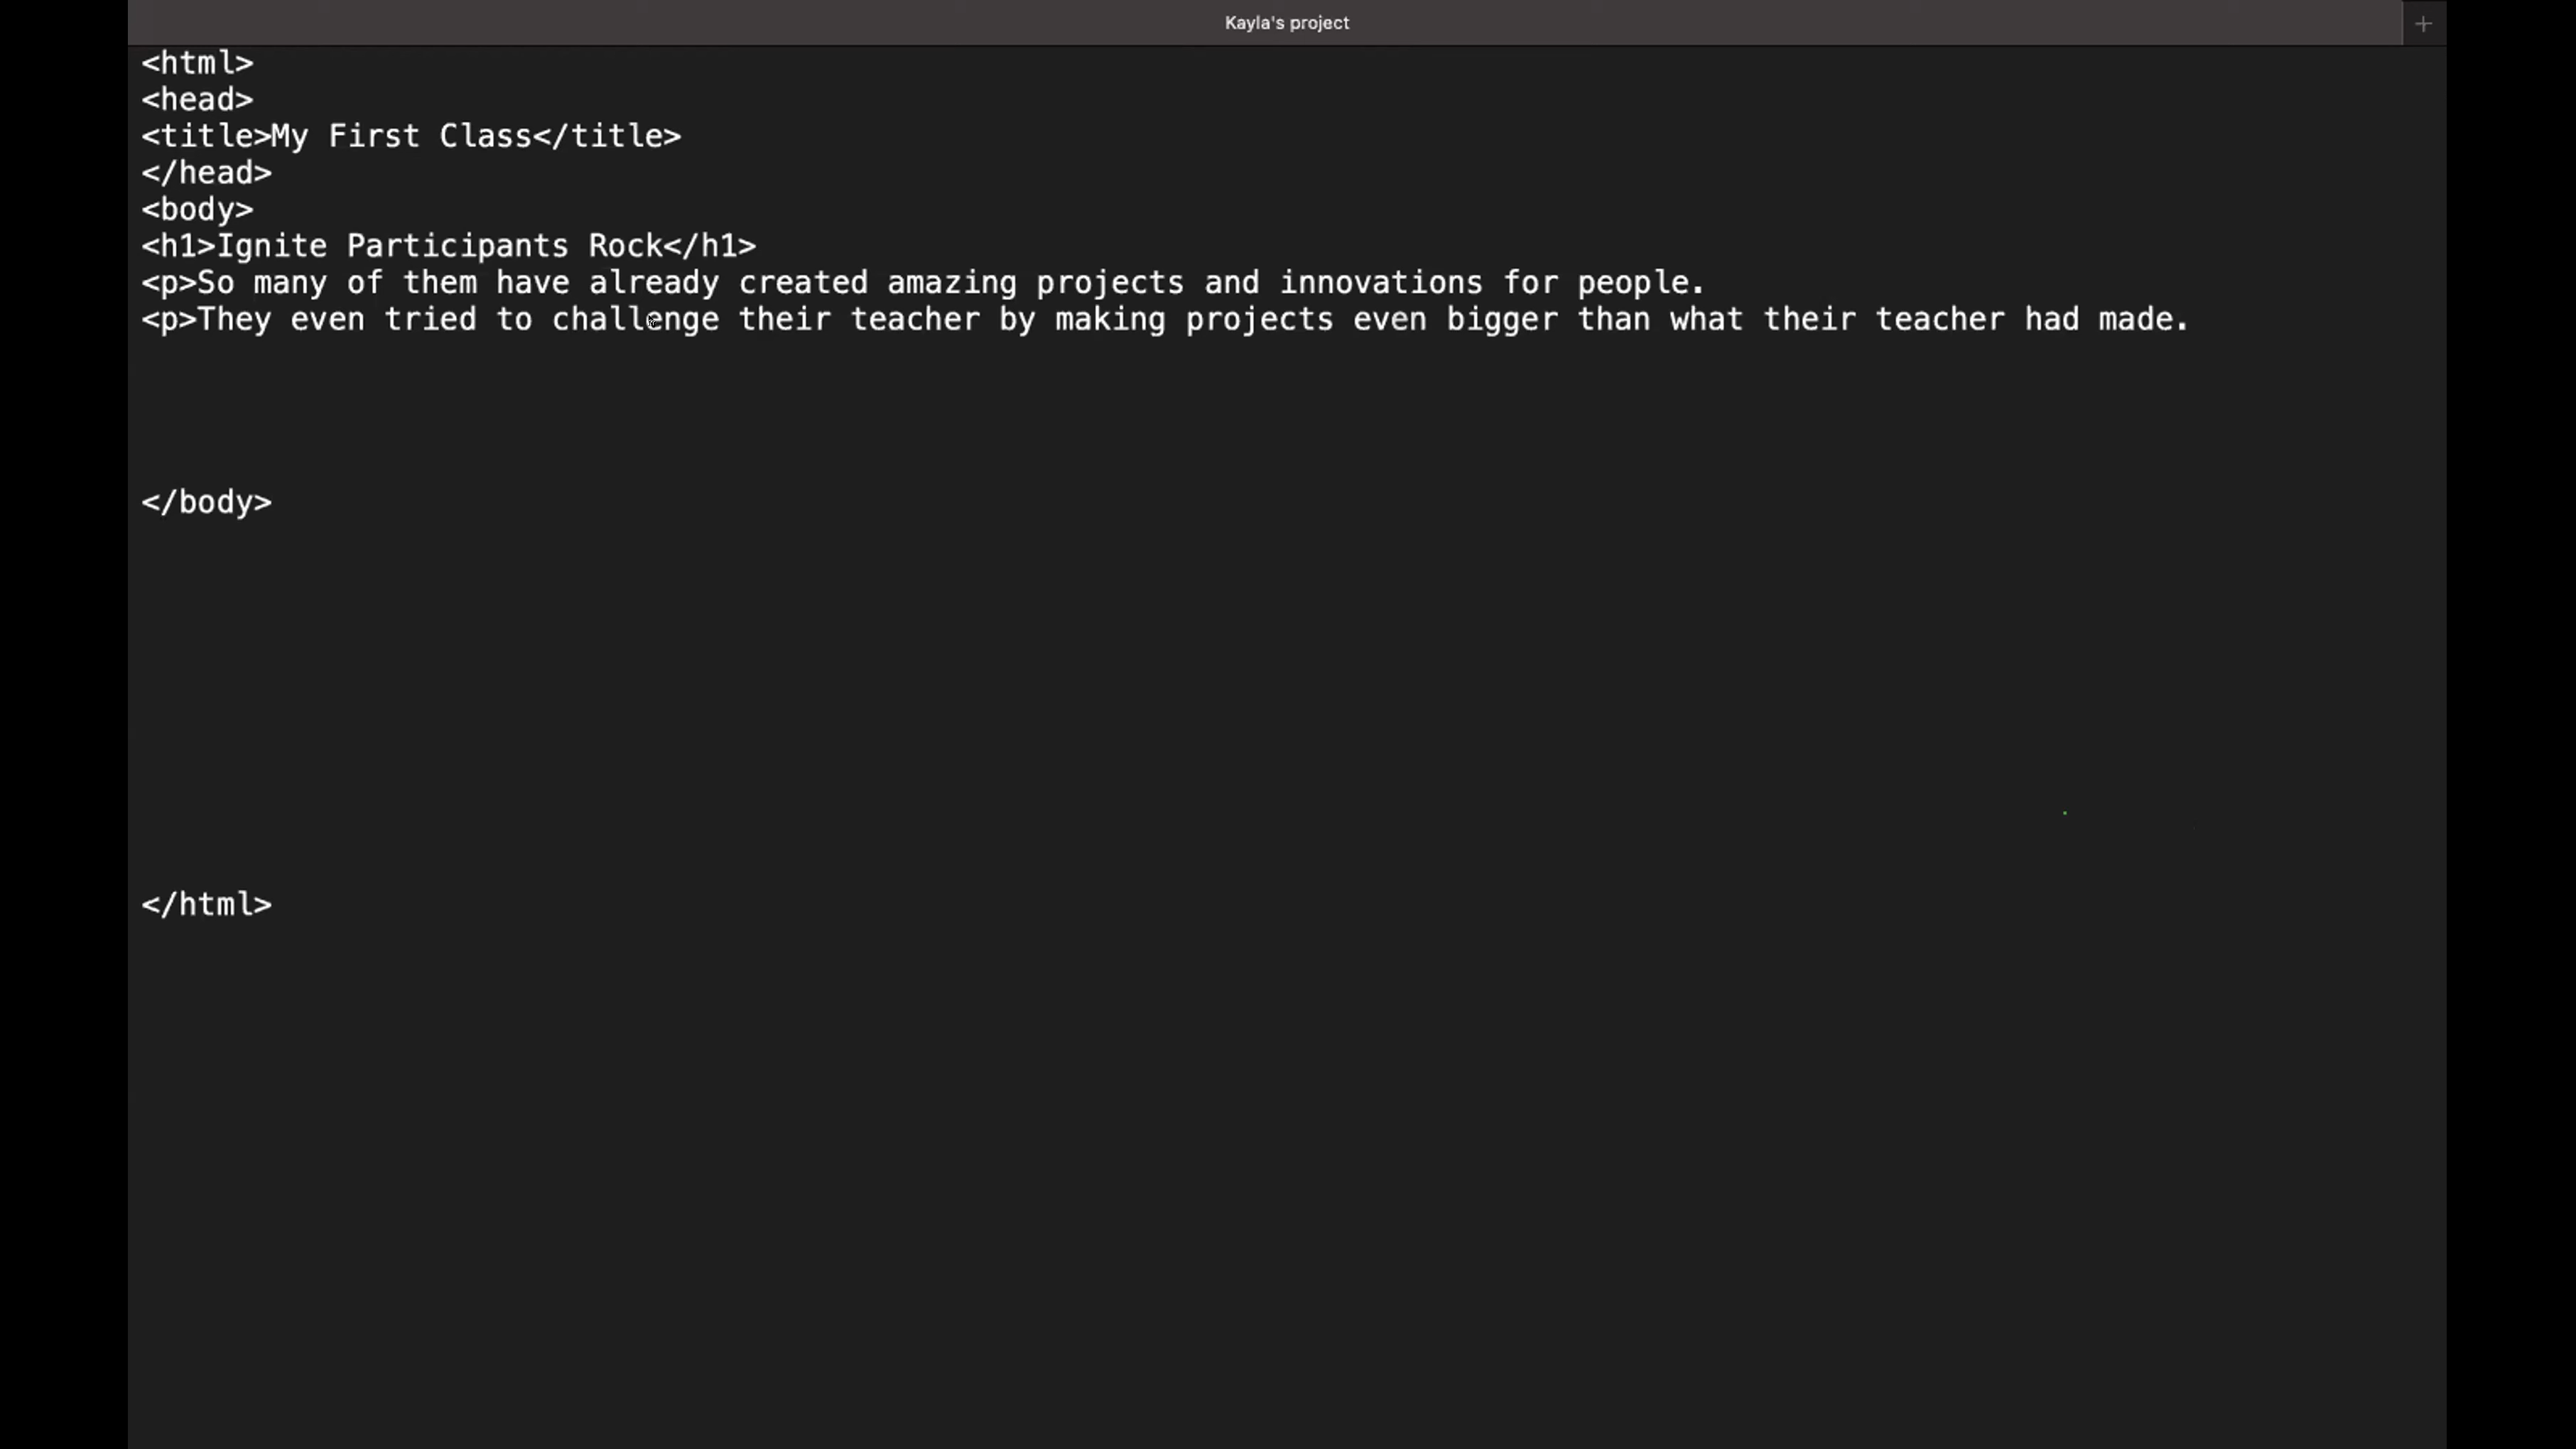 Kayla's project
<html>
<head>
<title>My First Class</title>
</head>
<body>
<h1>Ignite Participants Rock</h1>
<p>So many of them have already created amazing projects and innovations for people.
<p>They even tried to challenge their teacher by making projects even bigger than what their teacher had made.
</body>
</html>